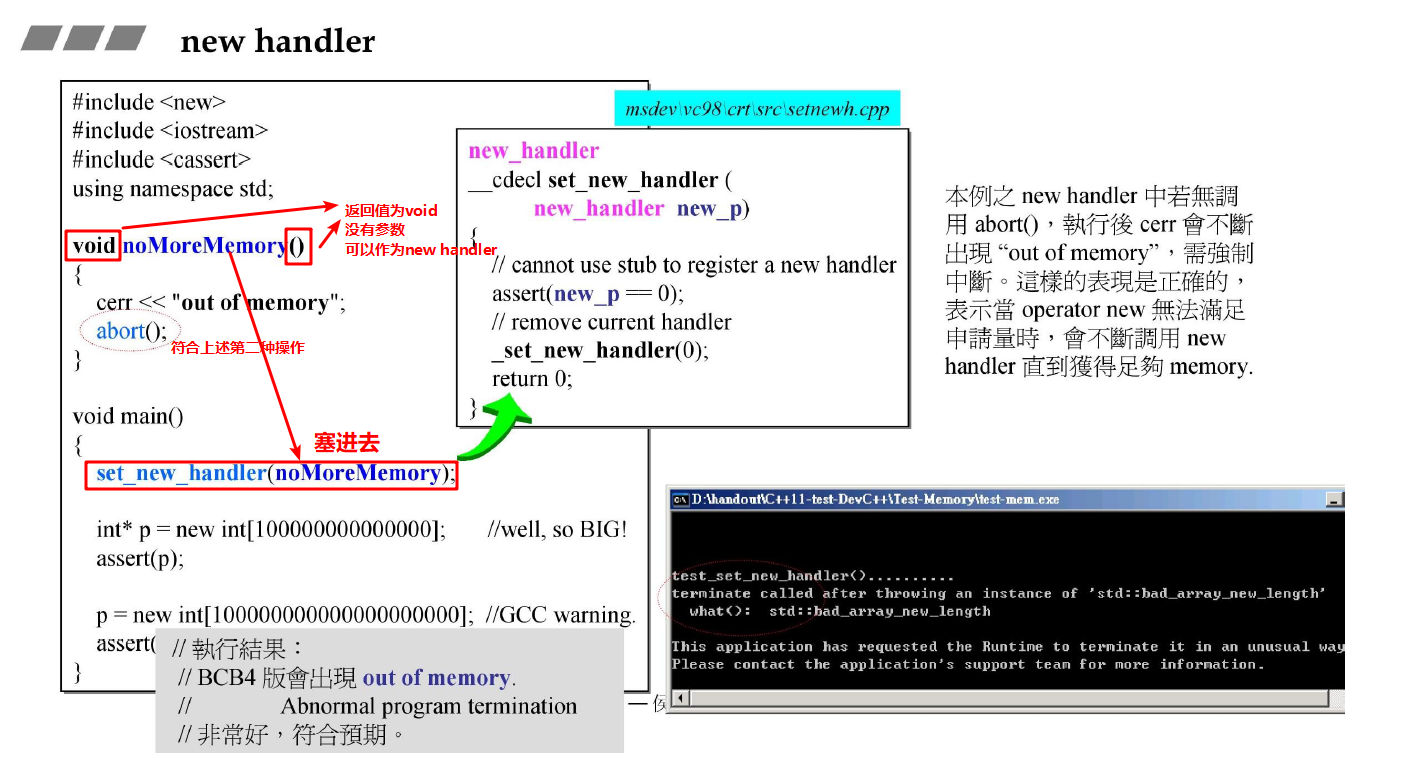 new handler
#include <new>
#include <iostream>
#include <cassert>
using namespace std;
void noMoreMemory()
{
cerr << "out of memory";
abort();
}
void main()
{
set_new_handler(noMoreMemory);
int* p = new int[100000000000000]; //well, so BIG!
assert(p);
p = new int[100000000000000000000]; //GCC warning.
assert(
}
返回值为void
没有参数
可以作为new handler
符合上述第二种操作
塞进去
msdev\vc98\crt\src\setnewh.cpp
new_handler
__cdecl set_new_handler (
new_handler new_p)
{
// cannot use stub to register a new handler
assert(new_p == 0);
// remove current handler
_set_new_handler(0);
return 0;
}
本例之 new handler 中若無調
用 abort()，執行後 cerr 會不斷
出現 “out of memory”，需強制
中斷。這樣的表現是正確的，
表示當 operator new 無法滿足
申請量時，會不斷調用 new
handler 直到獲得足夠 memory.
// 執行結果：
// BCB4 版會出現 out of memory.
// Abnormal program termination
// 非常好，符合預期。
一 侯
D:\handout\C++11-test-DevC++\Test-Memory\test-mem.exe
test_set_new_handler()..........
terminate called after throwing an instance of 'std::bad_array_new_length'
what(): std::bad_array_new_length
This application has requested the Runtime to terminate it in an unusual way
Please contact the application's support team for more information.